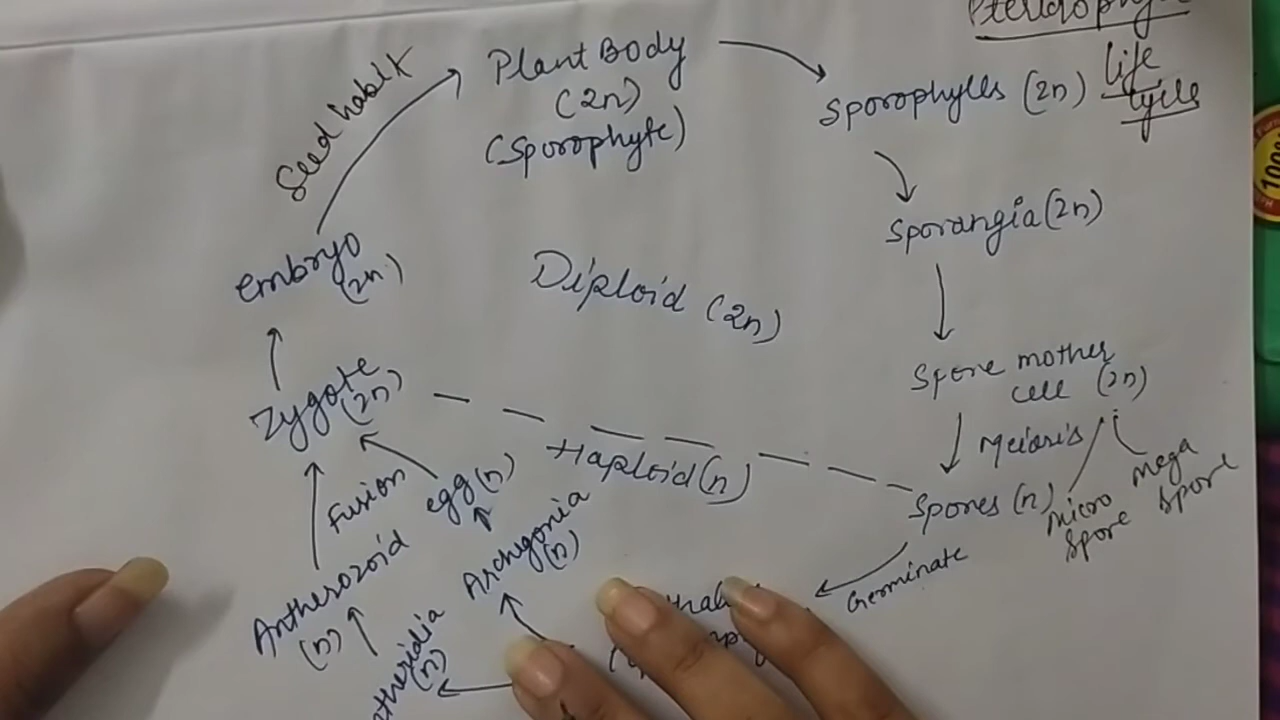 Pteridophyte
Life
cycle
Plant Body
(2n)
(Sporophyte)
Sporophylls (2n)
Sporangia (2n)
Spore mother
cell (2n)
Meiosis
Spores (n)
Micro
Spore
Mega
Spore
Germinate
Archegonia
(n)
egg (n)
(n)
Antherozoid
(n)
Fusion
Zygote
(2n)
embryo
(2n)
Seed habit
Diploid (2n)
Haploid (n)
100%